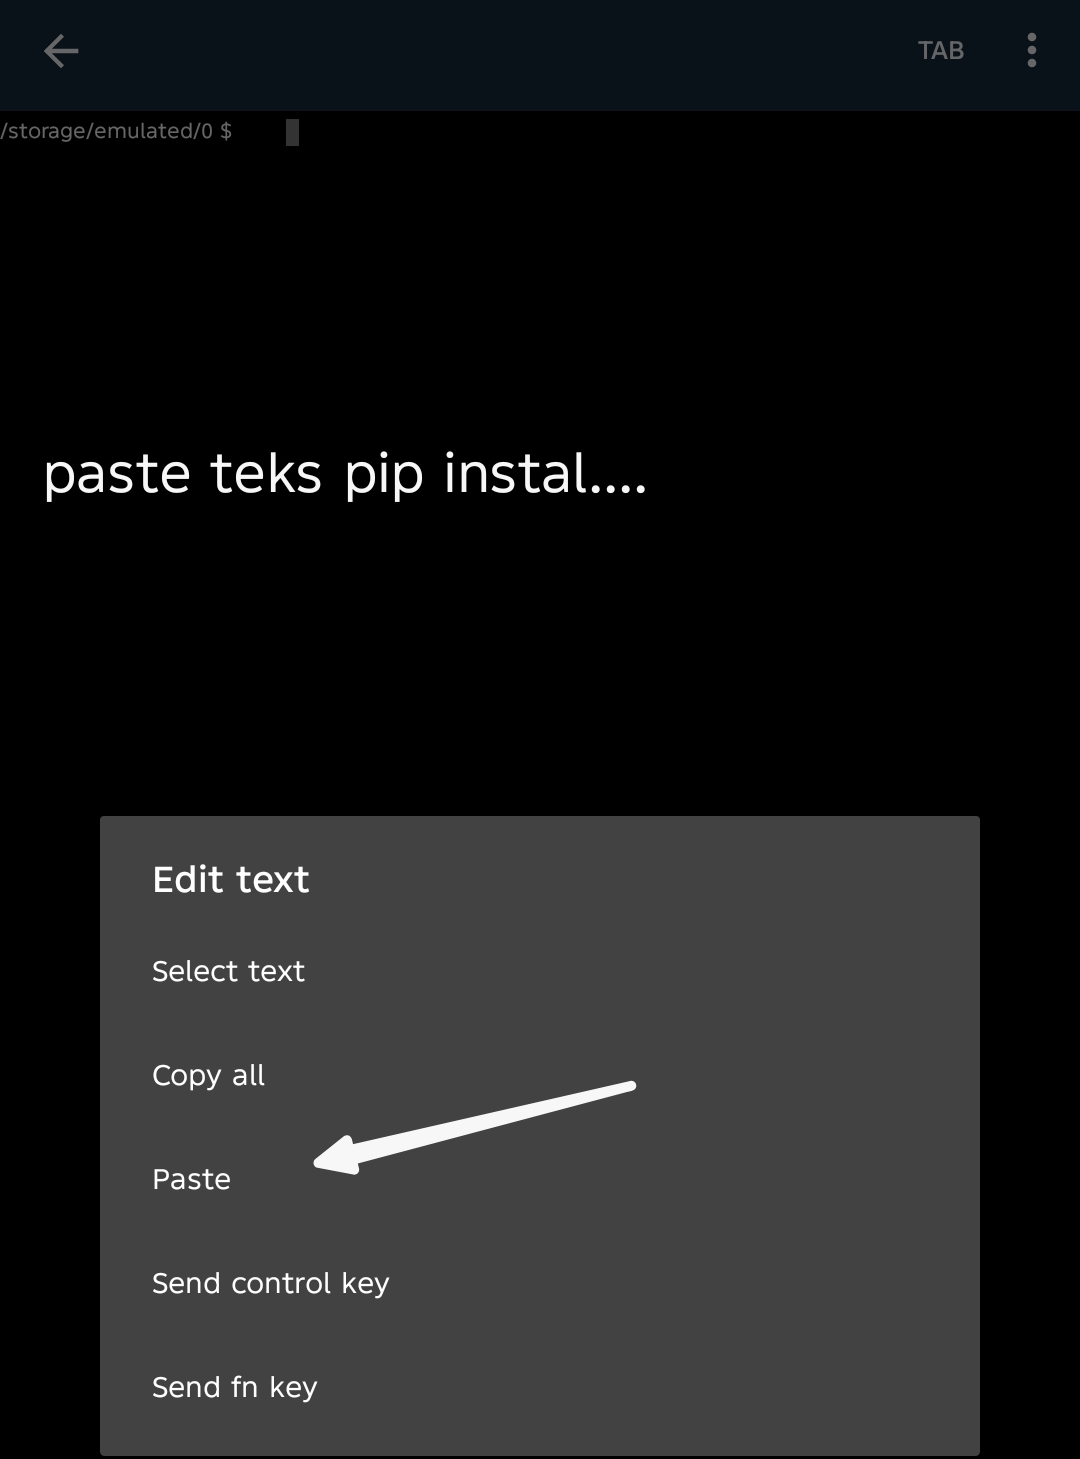 TAB
/storage/emulated/0 $
paste teks pip instal....
Edit text
Select text
Copy all
Paste
Send control key
Send fn key